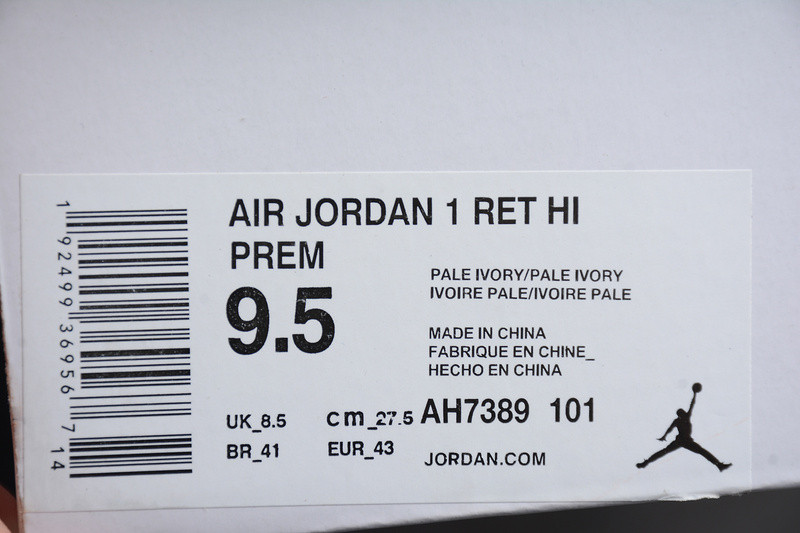 AIR JORDAN 1 RET HI
PREM
9.5
PALE IVORY/PALE IVORY
IVOIRE PALE/IVOIRE PALE
MADE IN CHINA
FABRIQUE EN CHINE_
HECHO EN CHINA
UK_8.5 cm_27.5 AH7389 101
BR_41 EUR_43 JORDAN.COM
1 92499 36956 7 14